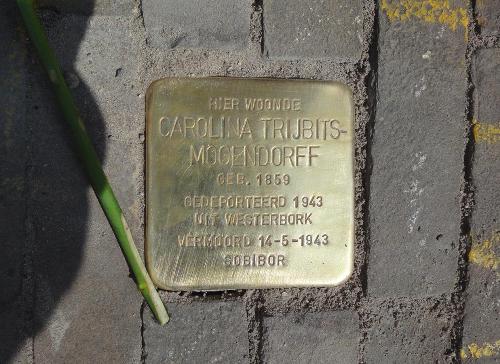 HIER WOONDE
CAROLINA TRIJBITS-
MOGENDORFF
GEB. 1859
GEDEPORTEERD 1943
UIT WESTERBORK
VERMOORD 14-5-1943
SOBIBOR